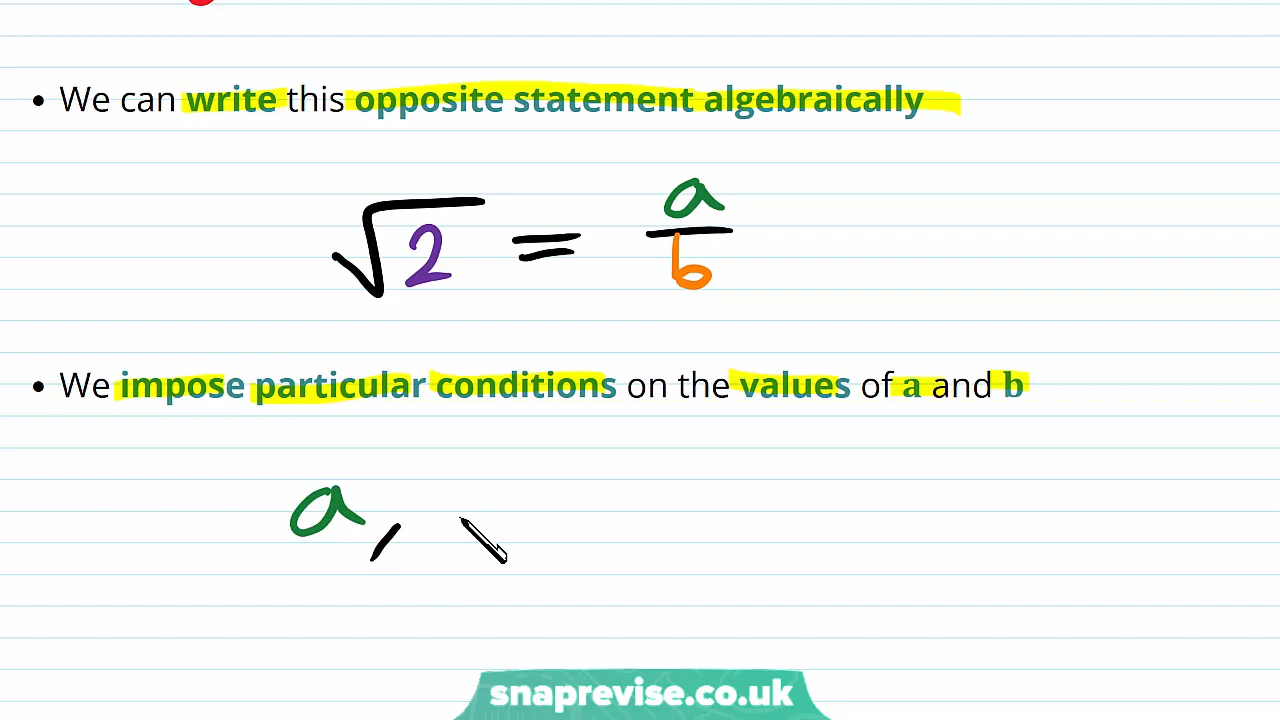 • We can write this opposite statement algebraically
√2 = a/b
• We impose particular conditions on the values of a and b
a,
snaprevise.co.uk